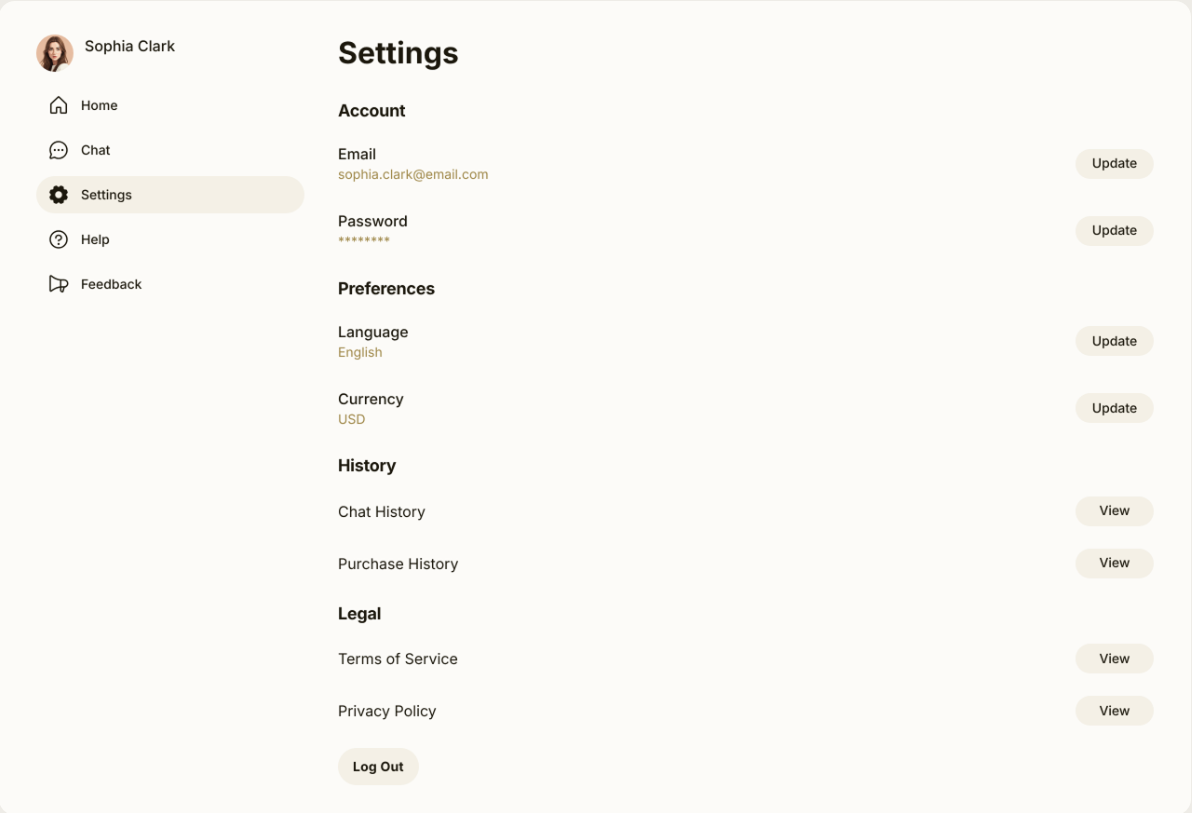 Sophia Clark
Home
Chat
Settings
Help
Feedback
Settings
Account
Email
sophia.clark@email.com
Update
Password
********
Update
Preferences
Language
English
Update
Currency
USD
Update
History
Chat History
View
Purchase History
View
Legal
Terms of Service
View
Privacy Policy
View
Log Out